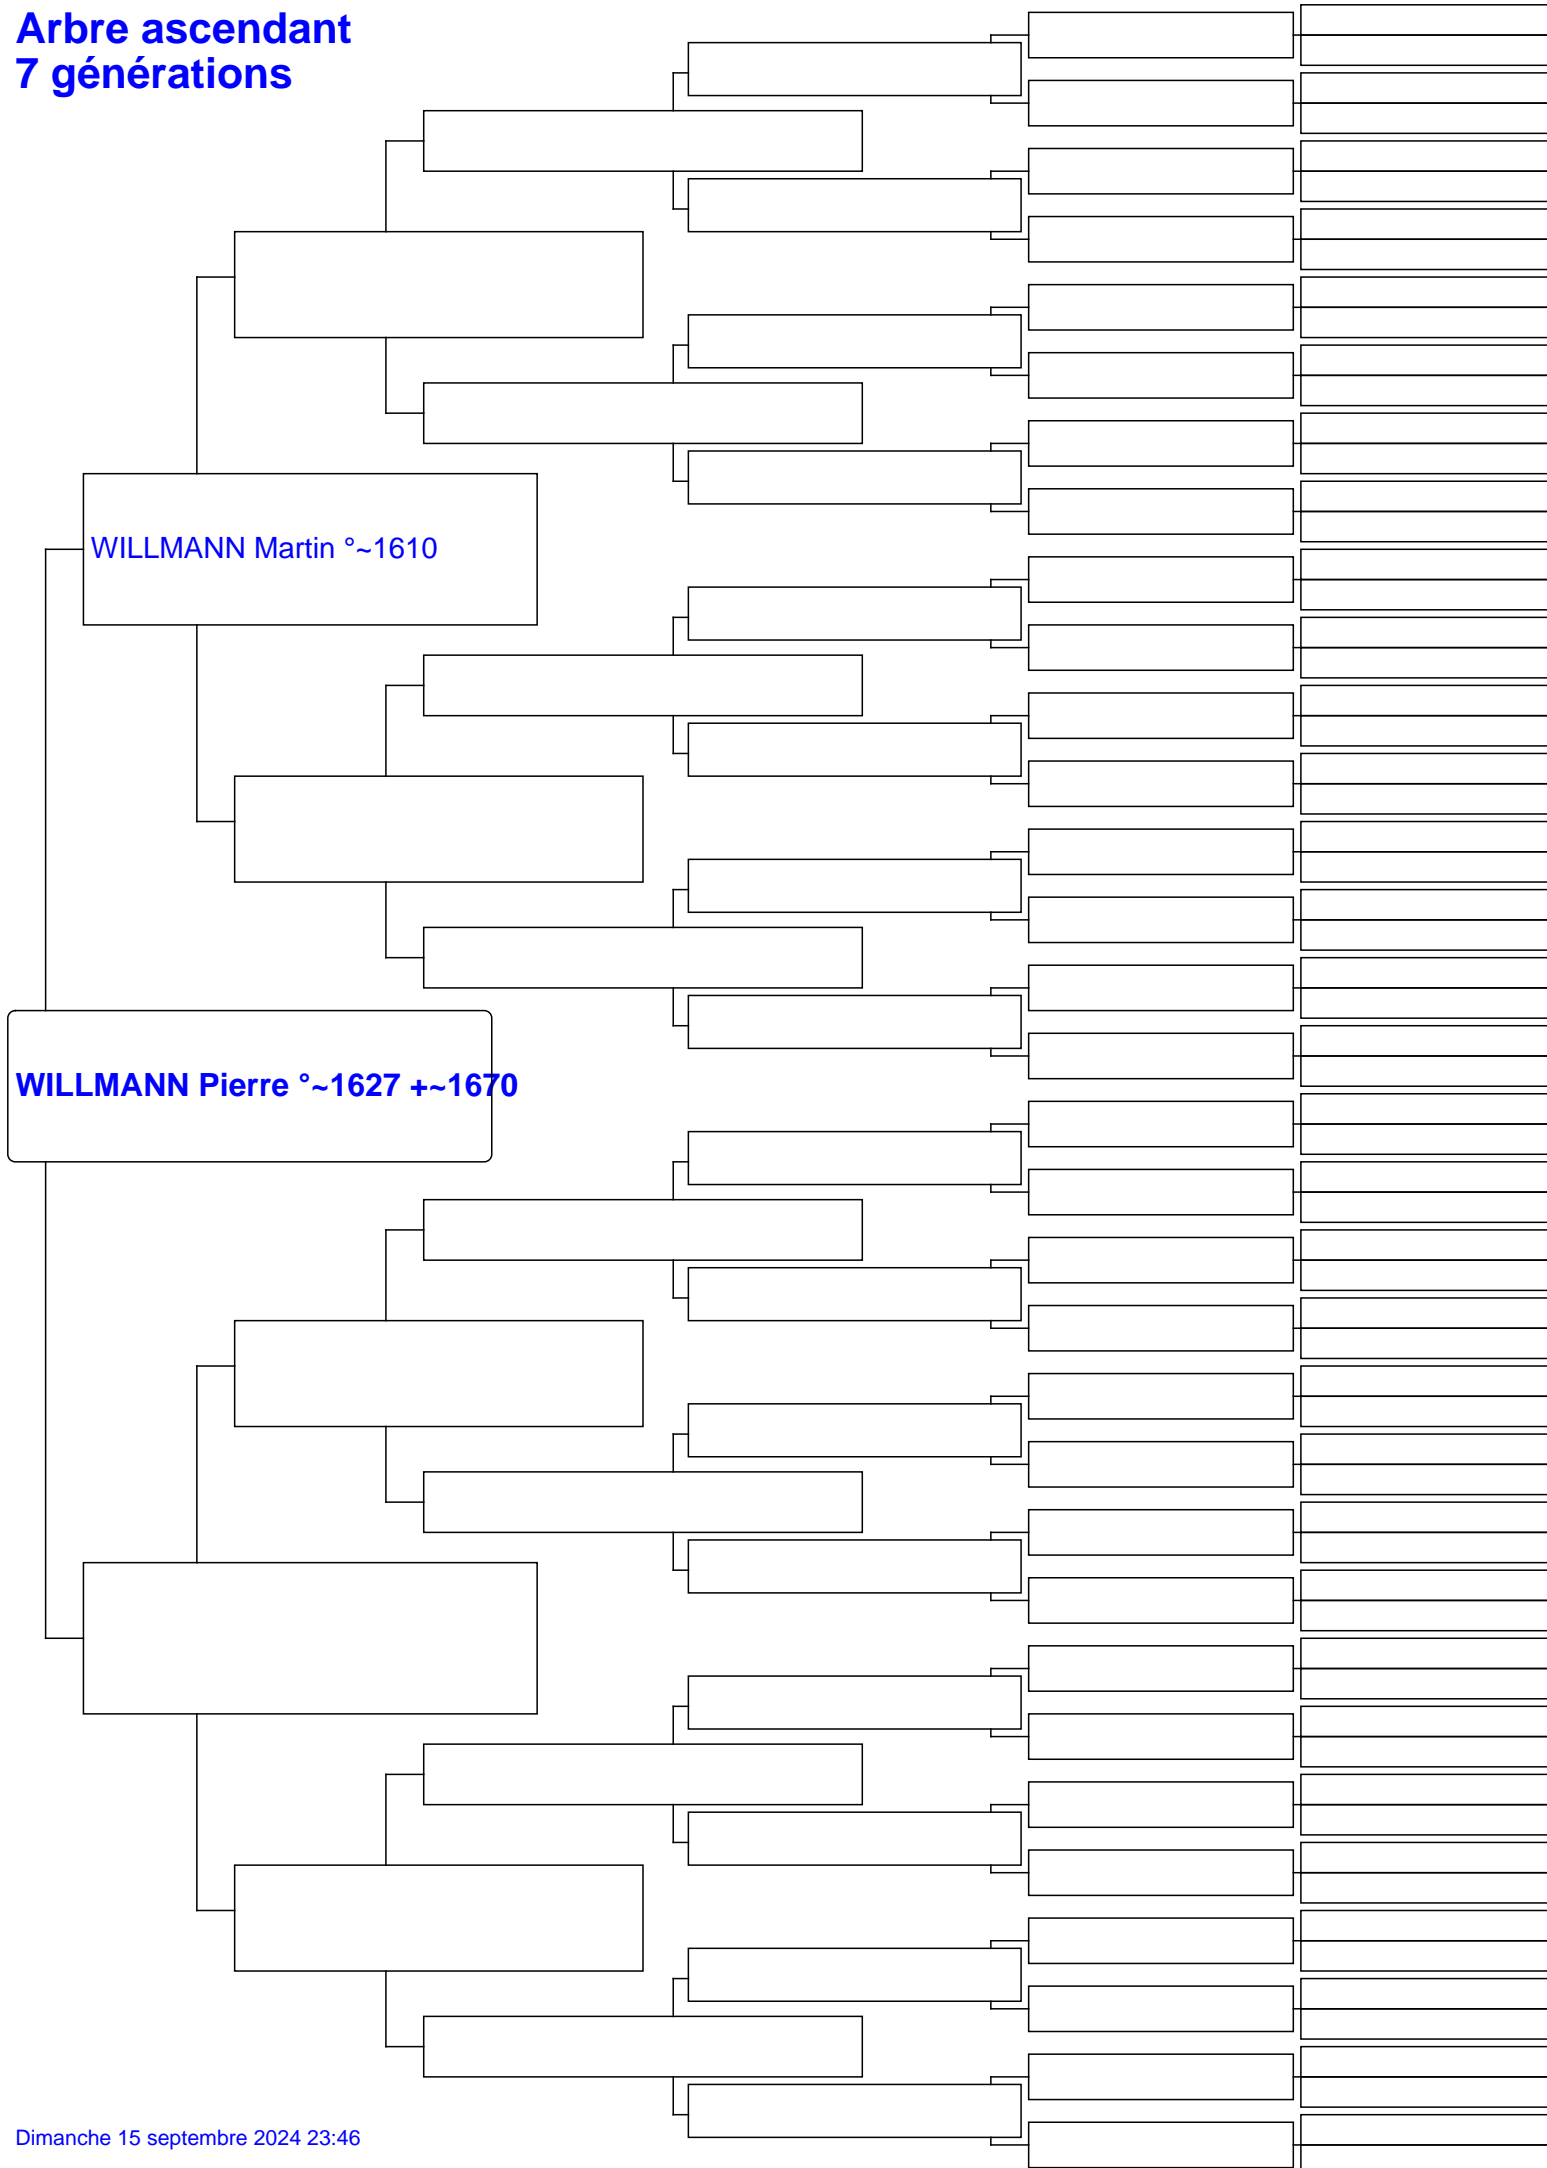 Arbre ascendant
7 générations
WILLMANN Martin °~1610
WILLMANN Pierre °~1627 +~1670
Dimanche 15 septembre 2024 23:46